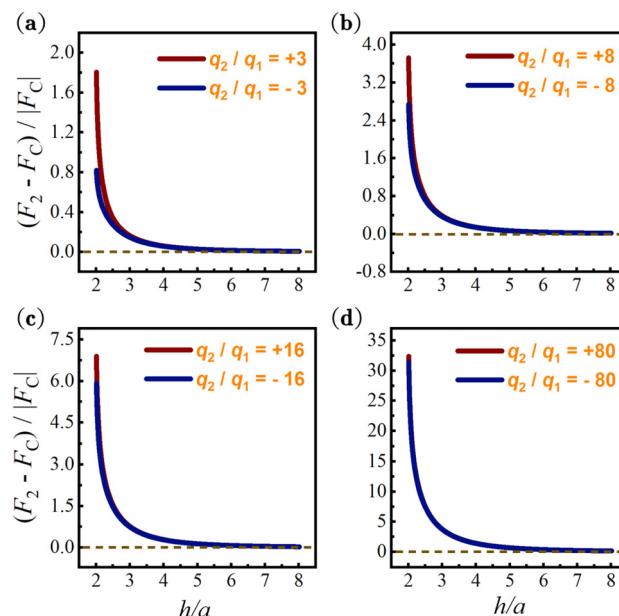 (a)
(F₂ - F_C) / |F_C|
2.0
1.6
1.2
0.8
0.4
0.0
q₂ / q₁ = +3
q₂ / q₁ = - 3
2 3 4 5 6 7 8
(b)
4.0
3.2
2.4
1.6
0.8
0.0
-0.8
q₂ / q₁ = +8
q₂ / q₁ = - 8
2 3 4 5 6 7 8
(c)
(F₂ - F_C) / |F_C|
7.5
6.0
4.5
3.0
1.5
0.0
q₂ / q₁ = +16
q₂ / q₁ = - 16
2 3 4 5 6 7 8
h/a
(d)
35
30
25
20
15
10
5
0
q₂ / q₁ = +80
q₂ / q₁ = - 80
2 3 4 5 6 7 8
h/a